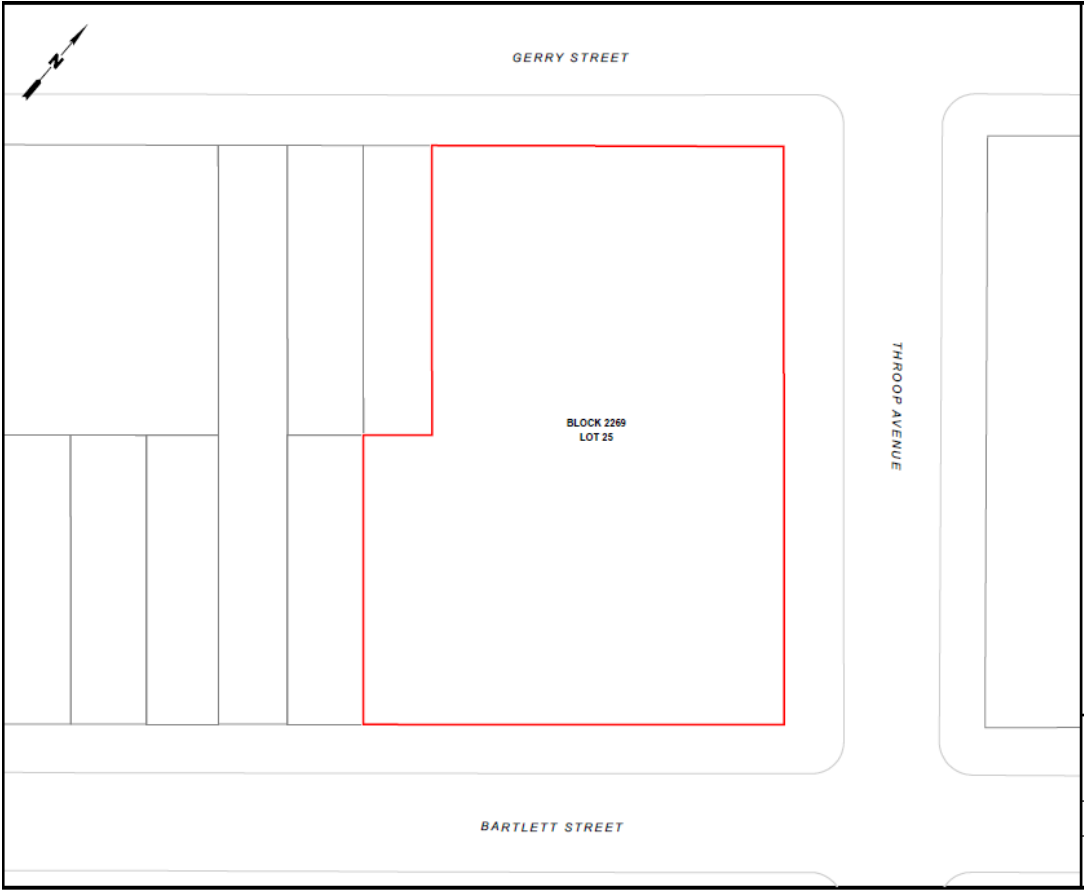 N
GERRY STREET
THROOP AVENUE
BLOCK 2269
LOT 25
BARTLETT STREET